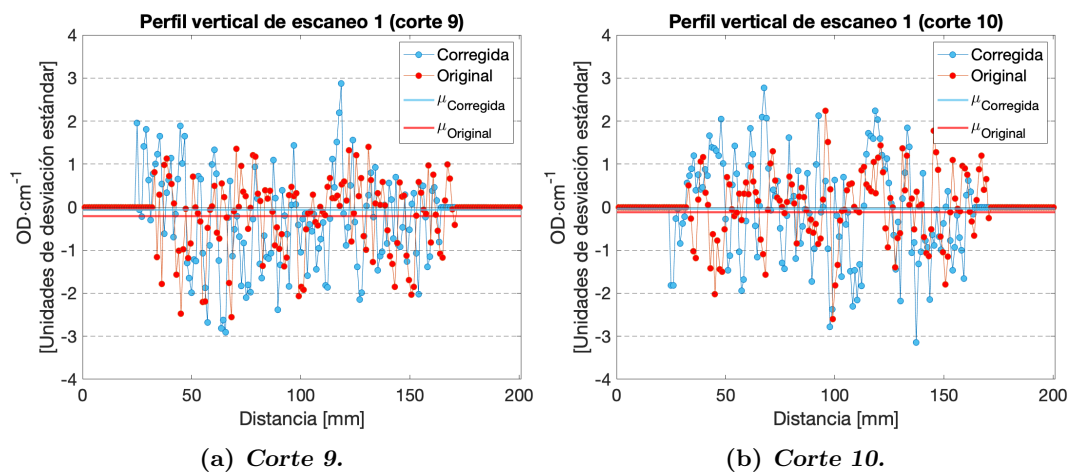 Perfil vertical de escaneo 1 (corte 9)
4
3
2
1
0
-1
-2
-3
-4
OD·cm⁻¹
[Unidades de desviación estándar]
Corregida
Original
μCorregida
μOriginal
0
50
100
150
200
Distancia [mm]
(a) Corte 9.
Perfil vertical de escaneo 1 (corte 10)
4
3
2
1
0
-1
-2
-3
-4
OD·cm⁻¹
[Unidades de desviación estándar]
Corregida
Original
μCorregida
μOriginal
0
50
100
150
200
Distancia [mm]
(b) Corte 10.